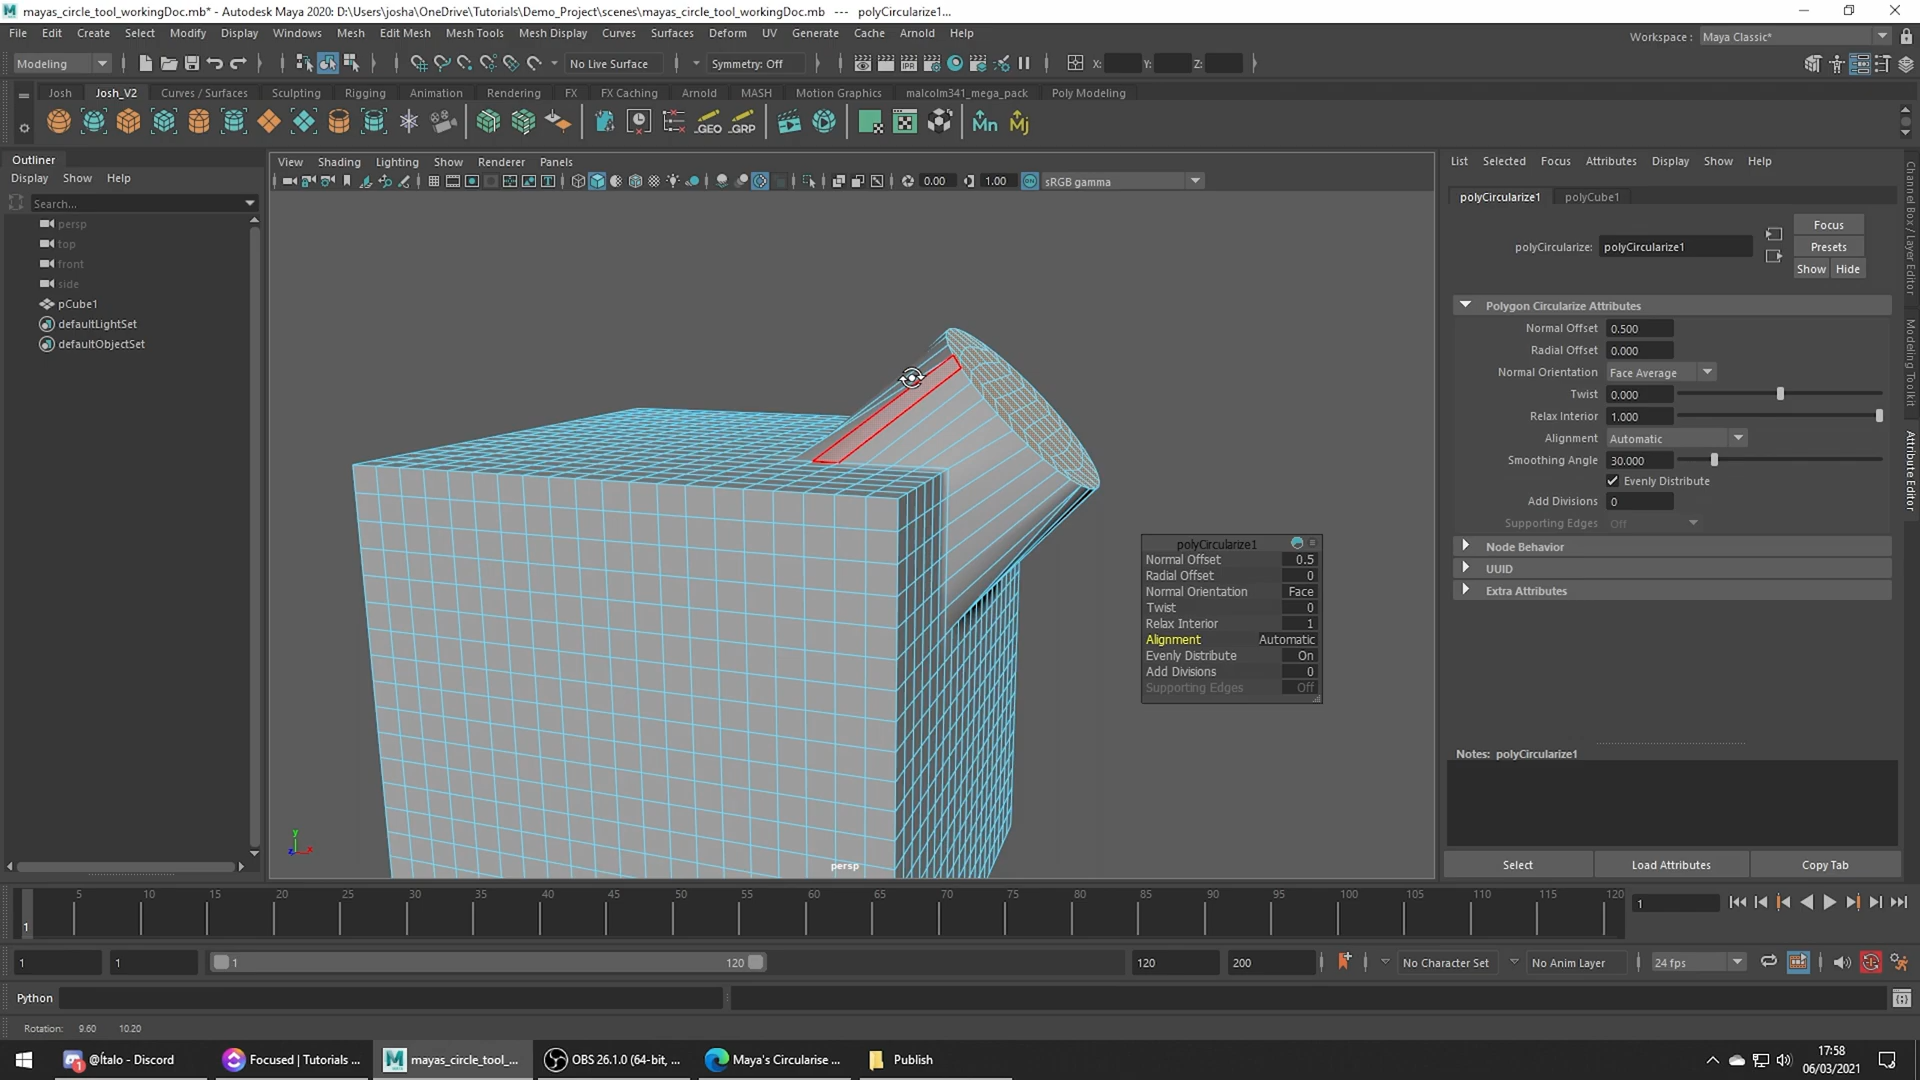 mayas_circle_tool_workingDoc.mb* - Autodesk Maya 2020: D:\Users\josha\OneDrive\Tutorials\Demo_Project\scenes\mayas_circle_tool_workingDoc.mb --- polyCircularize1...
File Edit Create Select Modify Display Windows Mesh Edit Mesh Mesh Tools Mesh Display Curves Surfaces Deform UV Generate Cache Arnold Help
Workspace : Maya Classic*
Modeling No Live Surface Symmetry: Off X: Y: Z:
Josh Josh_V2 Curves / Surfaces Sculpting Rigging Animation Rendering FX FX Caching Arnold MASH Motion Graphics malcolm341_mega_pack Poly Modeling
GEO GRP Mn Mj
Outliner
Display Show Help
Search...
persp
top
front
side
pCube1
defaultLightSet
defaultObjectSet
View Shading Lighting Show Renderer Panels
0.00 1.00 sRGB gamma
y
z x
persp
polyCircularize1
Normal Offset 0.5
Radial Offset 0
Normal Orientation Face
Twist 0
Relax Interior 1
Alignment Automatic
Evenly Distribute On
Add Divisions 0
Supporting Edges Off
List Selected Focus Attributes Display Show Help
polyCircularize1 polyCube1
polyCircularize: polyCircularize1
Focus
Presets
Show Hide
Polygon Circularize Attributes
Normal Offset 0.500
Radial Offset 0.000
Normal Orientation Face Average
Twist 0.000
Relax Interior 1.000
Alignment Automatic
Smoothing Angle 30.000
Evenly Distribute
Add Divisions 0
Supporting Edges Off
Node Behavior
UUID
Extra Attributes
Notes: polyCircularize1
Select Load Attributes Copy Tab
Channel Box / Layer Editor
Modeling Toolkit
Attribute Editor
5 10 15 20 25 30 35 40 45 50 55 60 65 70 75 80 85 90 95 100 105 110 115 120
1
1
1 1 1 120 120 200 No Character Set No Anim Layer 24 fps
Python
Rotation: 9.60 10.20
@Ítalo - Discord
Focused | Tutorials ...
mayas_circle_tool_...
OBS 26.1.0 (64-bit, ...
Maya's Circularise ...
Publish
17:58
06/03/2021